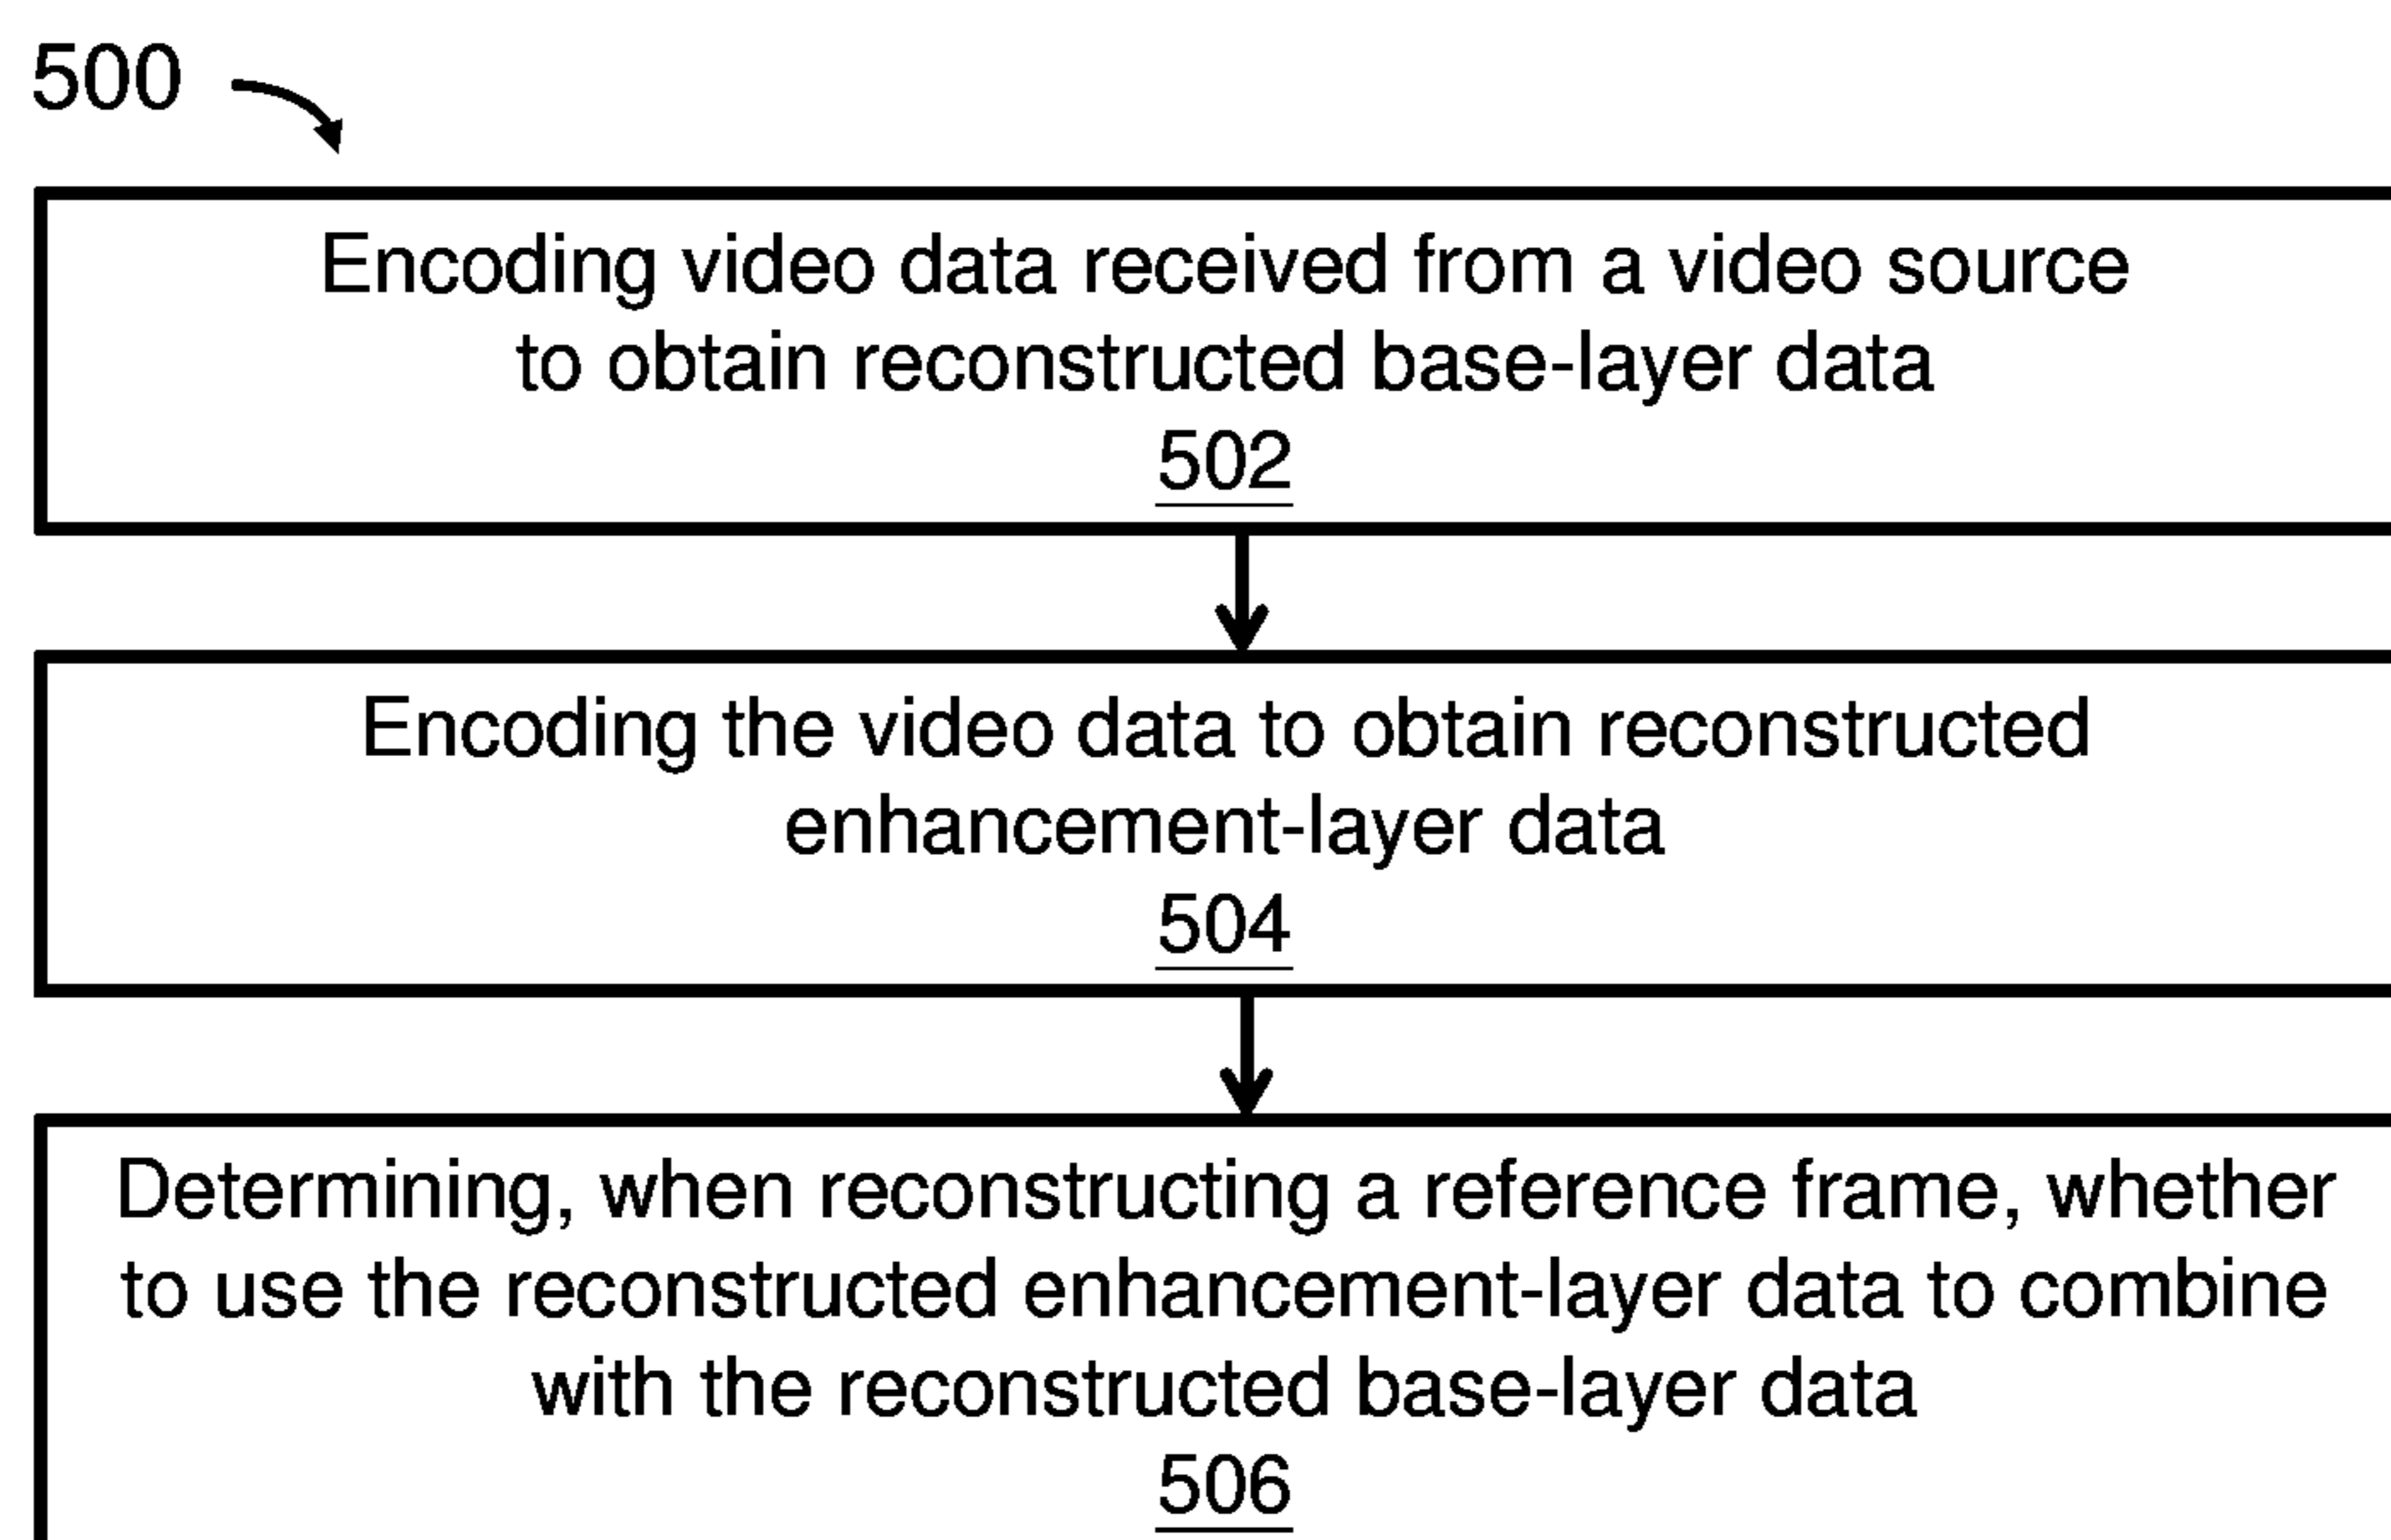 500
Encoding video data received from a video source
to obtain reconstructed base-layer data
502
Encoding the video data to obtain reconstructed
enhancement-layer data
504
Determining, when reconstructing a reference frame, whether
to use the reconstructed enhancement-layer data to combine
with the reconstructed base-layer data
506